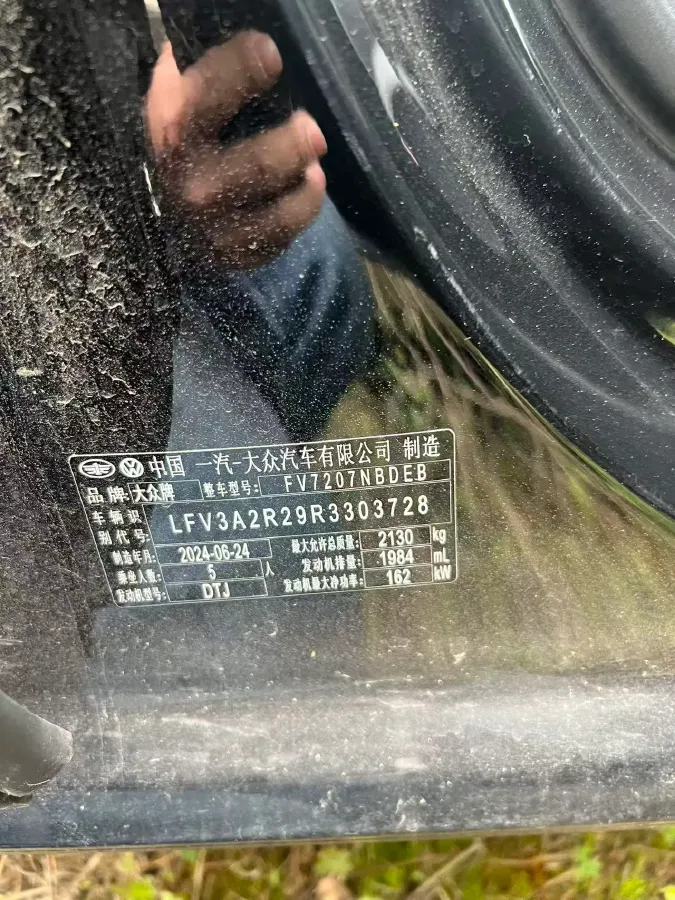 中国 一汽-大众汽车有限公司 制造
品牌: 大众牌 整车型号: FV7207NBDEB
车辆识别代号: LFV3A2R29R3303728
制造年月: 2024-06-24 最大允许总质量: 2130 kg
乘坐人数: 5 人 发动机排量: 1984 mL
发动机型号: DTJ 发动机最大净功率: 162 kW